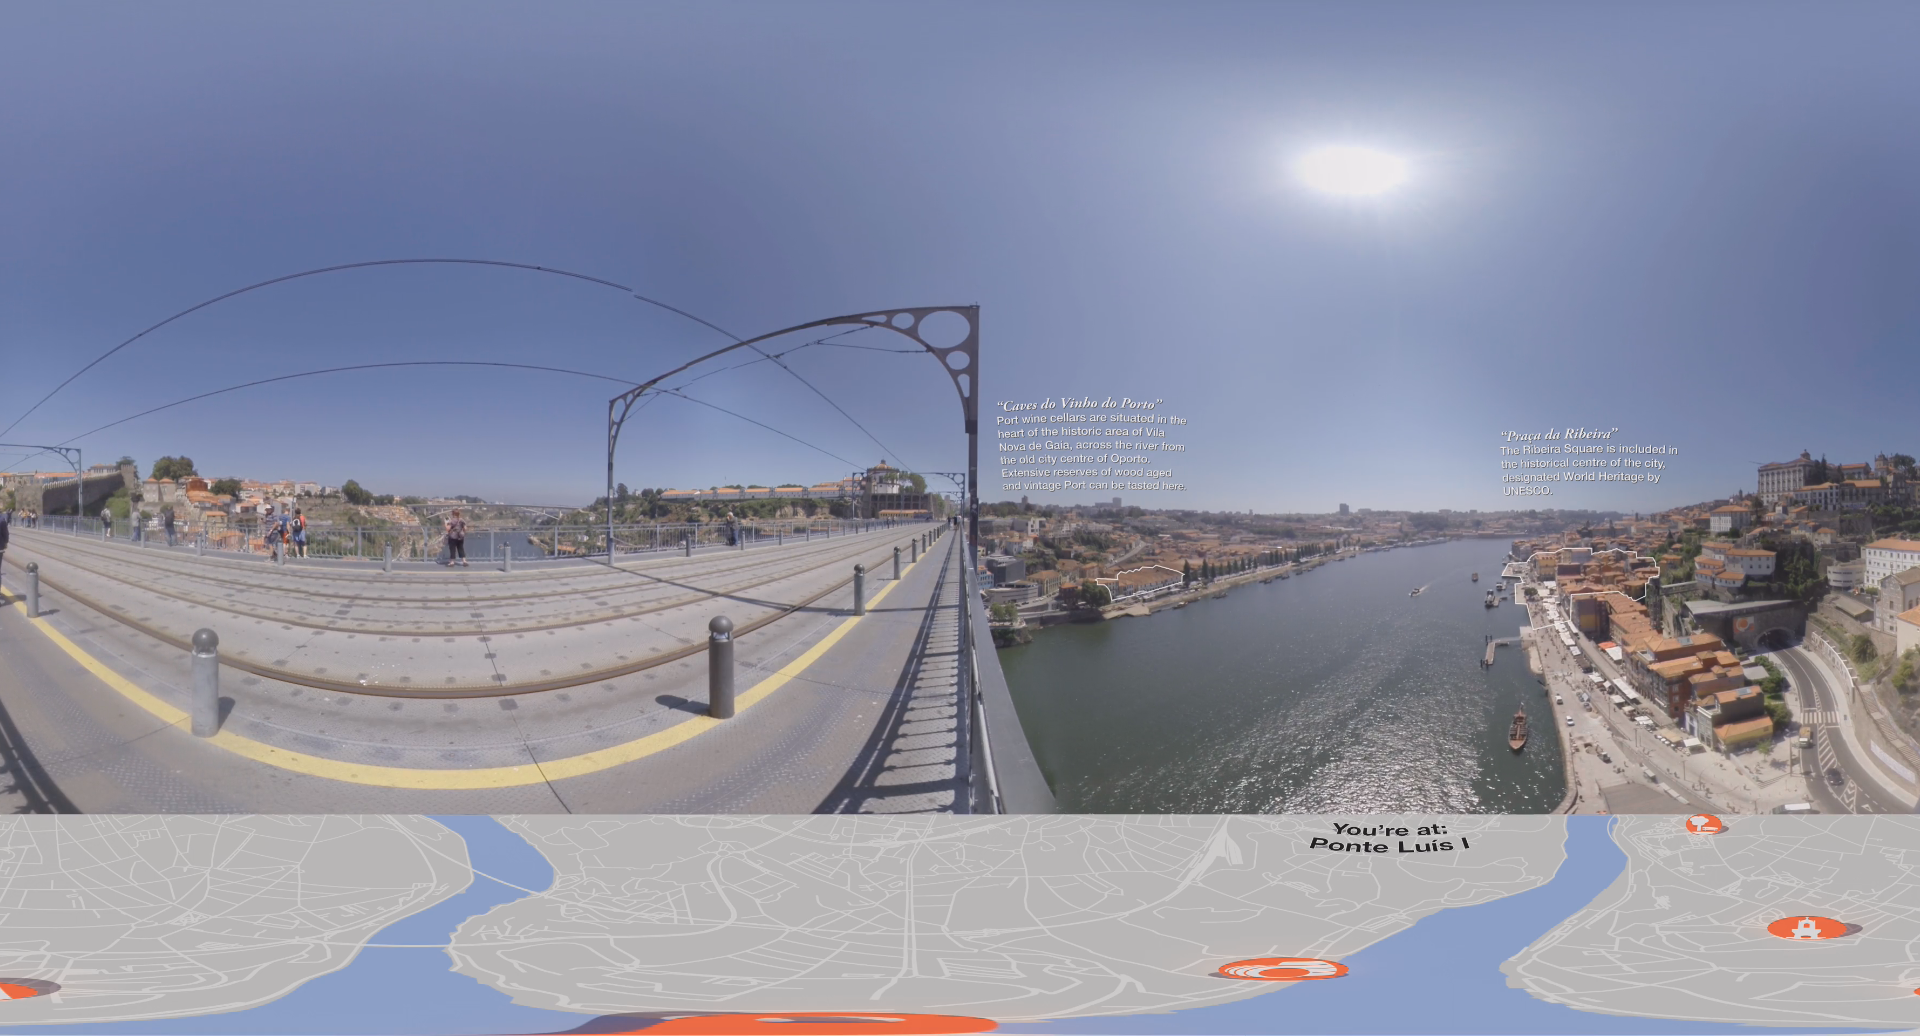 “Caves do Vinho do Porto”
Port wine cellars are situated in the
heart of the historic area of Vila
Nova de Gaia, across the river from
the old city centre of Oporto.
Extensive reserves of wood aged
and vintage Port can be tasted here.
“Praça da Ribeira”
The Ribeira Square is included in
the historical centre of the city,
designated World Heritage by
UNESCO.
You're at:
Ponte Luís I